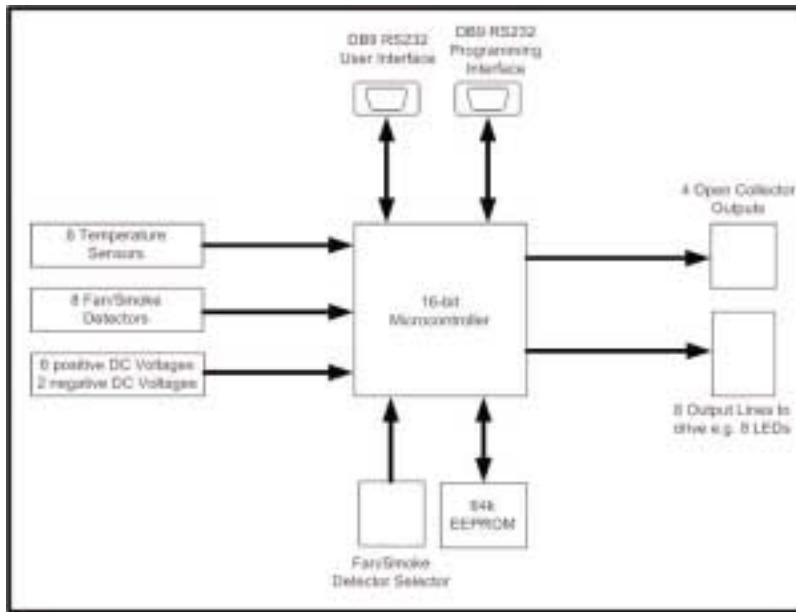 DB9 RS232
User Interface
DB9 RS232
Programming
Interface
4 Open Collector
Outputs
Temperature
Sensors
8 Fan/Smoke
Detectors
16-bit
Microcontroller
positive DC Voltages
2 negative DC Voltages
8 Output Lines to
drive e.g. 8 LEDs
64k
EEPROM
Fan/Smoke
Detector Selector